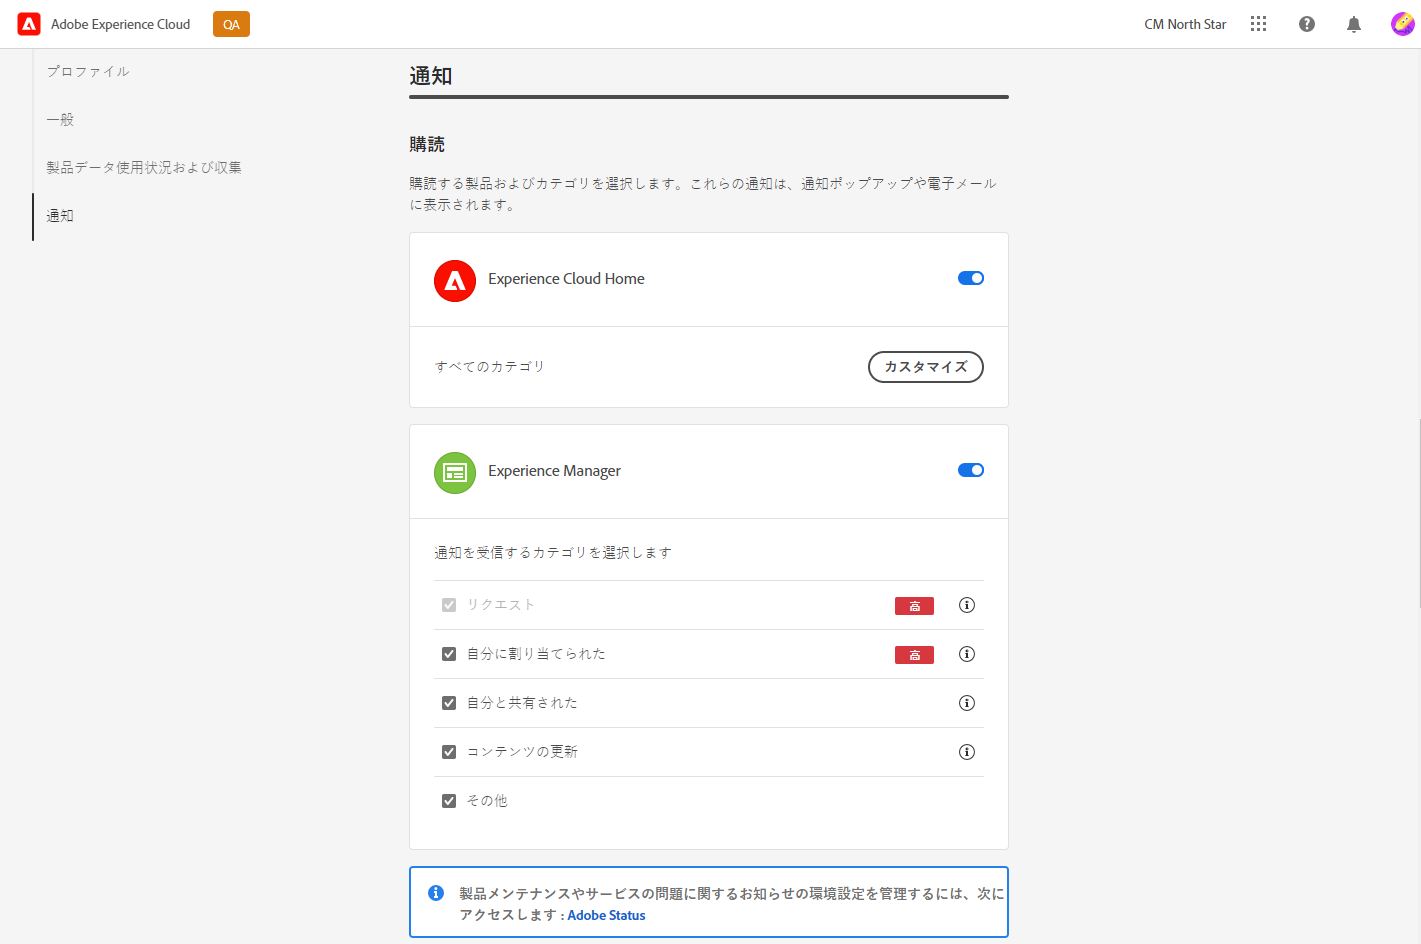 Adobe Experience Cloud
QA
CM North Star
プロファイル
一般
製品データ使用状況および収集
通知
通知
購読
購読する製品およびカテゴリを選択します。これらの通知は、通知ポップアップや電子メール
に表示されます。
Experience Cloud Home
すべてのカテゴリ
カスタマイズ
Experience Manager
通知を受信するカテゴリを選択します
リクエスト
高
自分に割り当てられた
高
自分と共有された
コンテンツの更新
その他
製品メンテナンスやサービスの問題に関するお知らせの環境設定を管理するには、次に
アクセスします : Adobe Status